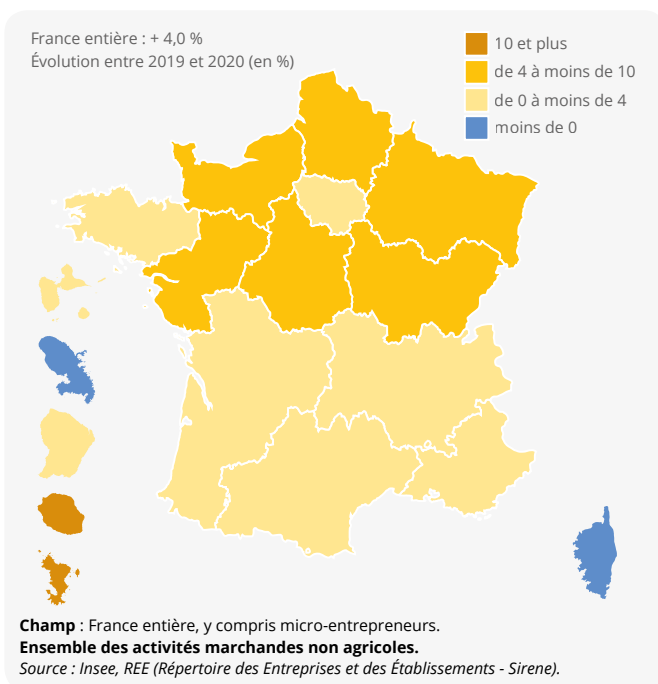 France entière : + 4,0 %
Évolution entre 2019 et 2020 (en %)
10 et plus
de 4 à moins de 10
de 0 à moins de 4
moins de 0
Champ : France entière, y compris micro-entrepreneurs.
Ensemble des activités marchandes non agricoles.
Source : Insee, REE (Répertoire des Entreprises et des Établissements - Sirene).